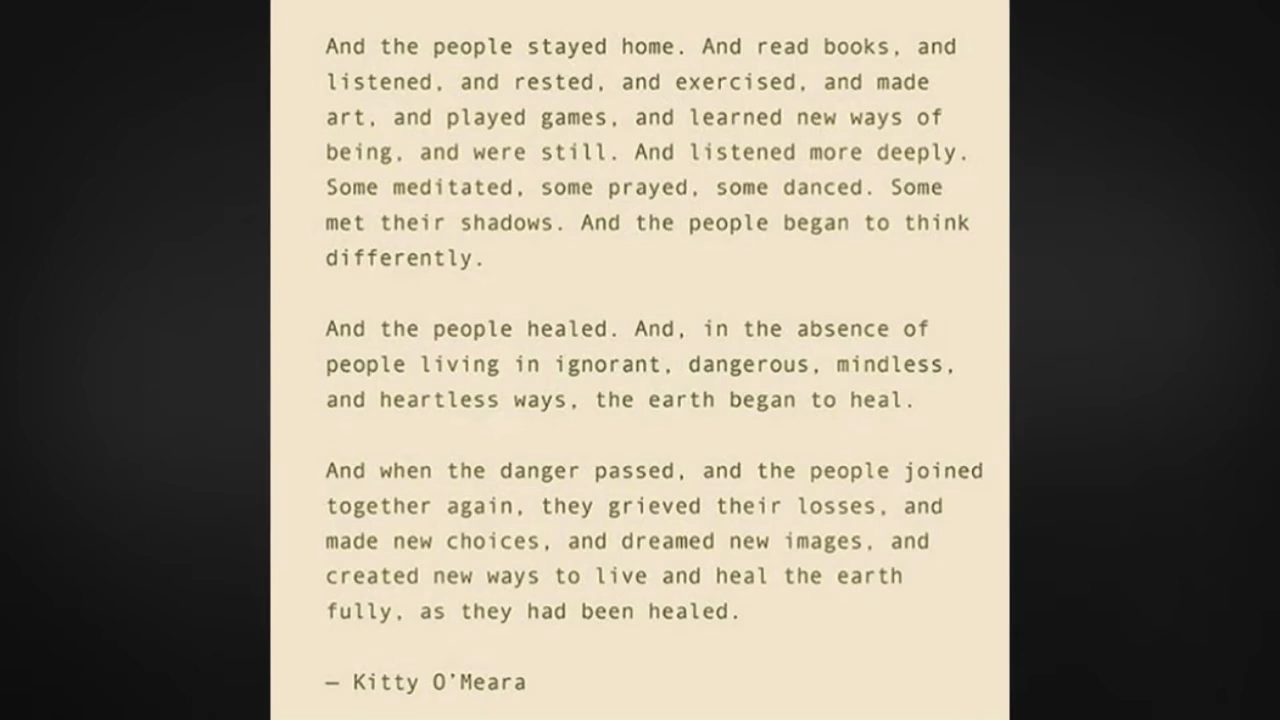 And the people stayed home. And read books, and
listened, and rested, and exercised, and made
art, and played games, and learned new ways of
being, and were still. And listened more deeply.
Some meditated, some prayed, some danced. Some
met their shadows. And the people began to think
differently.
And the people healed. And, in the absence of
people living in ignorant, dangerous, mindless,
and heartless ways, the earth began to heal.
And when the danger passed, and the people joined
together again, they grieved their losses, and
made new choices, and dreamed new images, and
created new ways to live and heal the earth
fully, as they had been healed.
— Kitty O’Meara